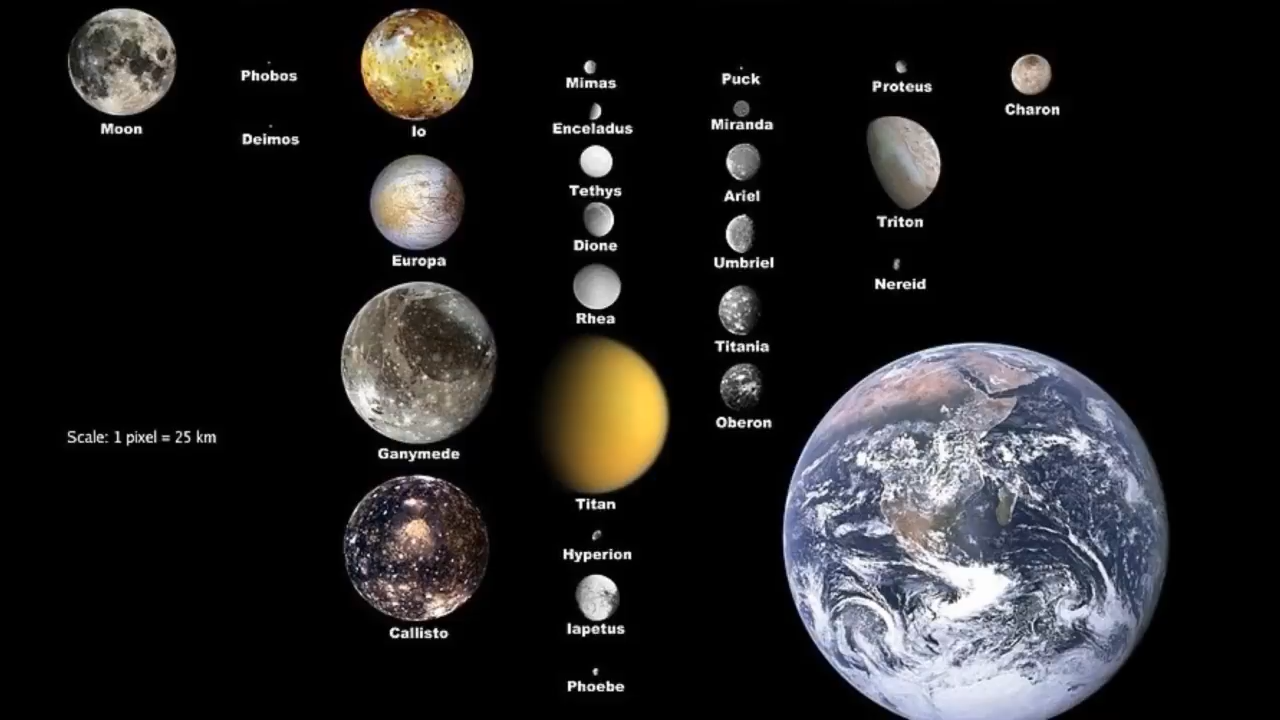 Moon
Phobos
Deimos
Io
Europa
Ganymede
Callisto
Mimas
Enceladus
Tethys
Dione
Rhea
Titan
Hyperion
Iapetus
Phoebe
Puck
Miranda
Ariel
Umbriel
Titania
Oberon
Proteus
Triton
Nereid
Charon
Scale: 1 pixel = 25 km